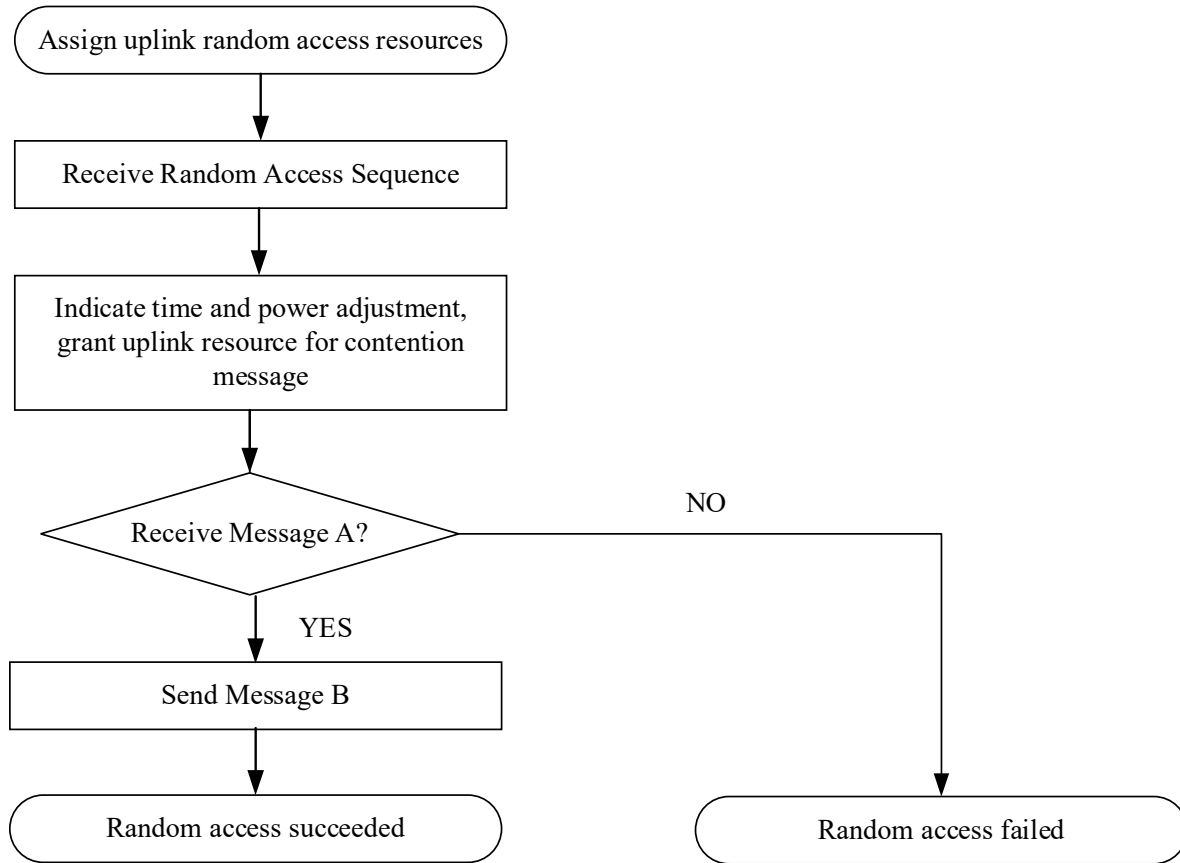 Assign uplink random access resources
Receive Random Access Sequence
Indicate time and power adjustment,
grant uplink resource for contention
message
Receive Message A?
NO
YES
Send Message B
Random access succeeded
Random access failed